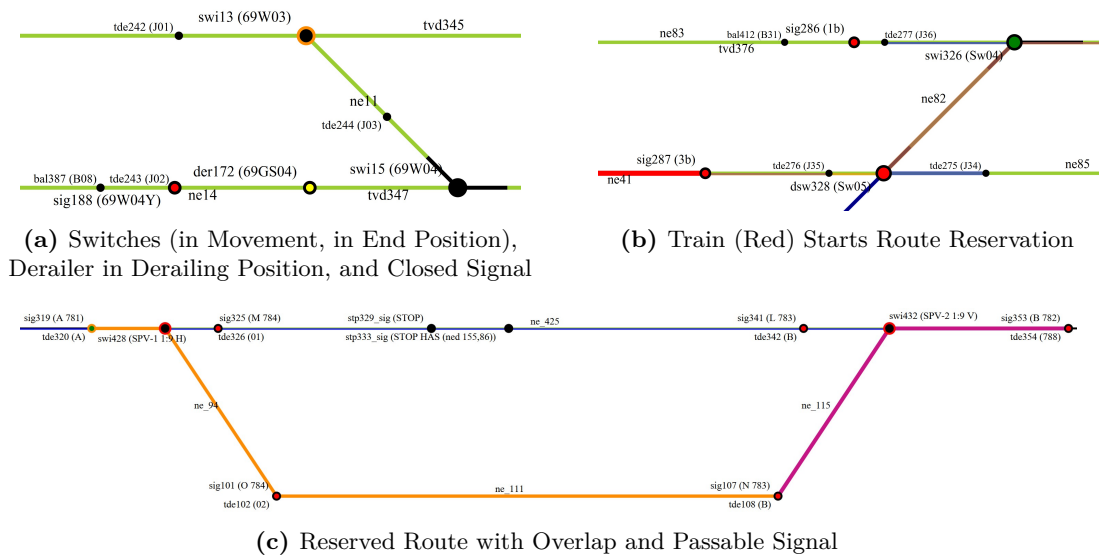 swi13 (69W03)
tde242 (J01)
tvd345
ne11
tde244 (J03)
der172 (69GS04)
swi15 (69W04)
bal387 (B08)
tde243 (J02)
sig188 (69W04Y)
ne14
tvd347
(a) Switches (in Movement, in End Position),
Derailer in Derailing Position, and Closed Signal
ne83
bal412 (B31)
sig286 (1b)
tde277 (J36)
tvd376
swi326 (Sw04)
ne82
sig287 (3b)
tde276 (J35)
tde275 (J34)
ne85
ne41
dsw328 (Sw05)
(b) Train (Red) Starts Route Reservation
sig319 (A 781)
sig325 (M 784)
stp329_sig (STOP)
ne_425
sig341 (L 783)
swi432 (SPV-2 1:9 V)
sig353 (B 782)
tde320 (A)
swi428 (SPV-1 1:9 H)
tde326 (01)
stp333_sig (STOP HAS (ned 155,86))
tde342 (B)
tde354 (788)
ne_94
ne_115
sig101 (O 784)
ne_111
sig107 (N 783)
tde102 (02)
tde108 (B)
(c) Reserved Route with Overlap and Passable Signal